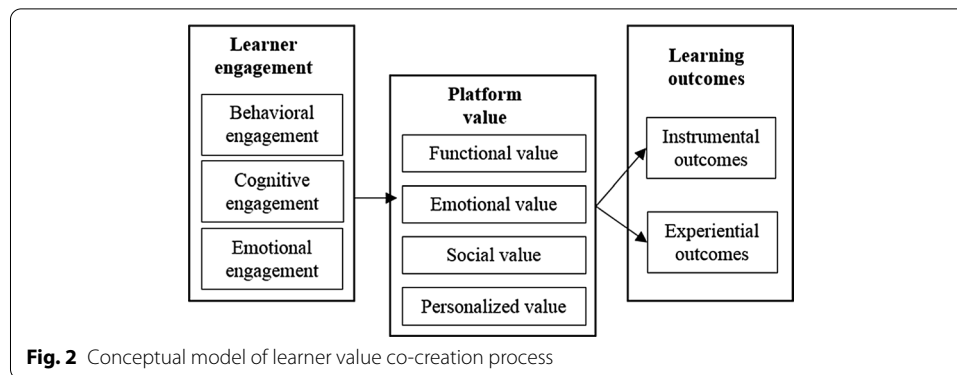 Learner
engagement
Behavioral
engagement
Cognitive
engagement
Emotional
engagement
Platform
value
Functional value
Emotional value
Social value
Personalized value
Learning
outcomes
Instrumental
outcomes
Experiential
outcomes
Fig. 2 Conceptual model of learner value co-creation process